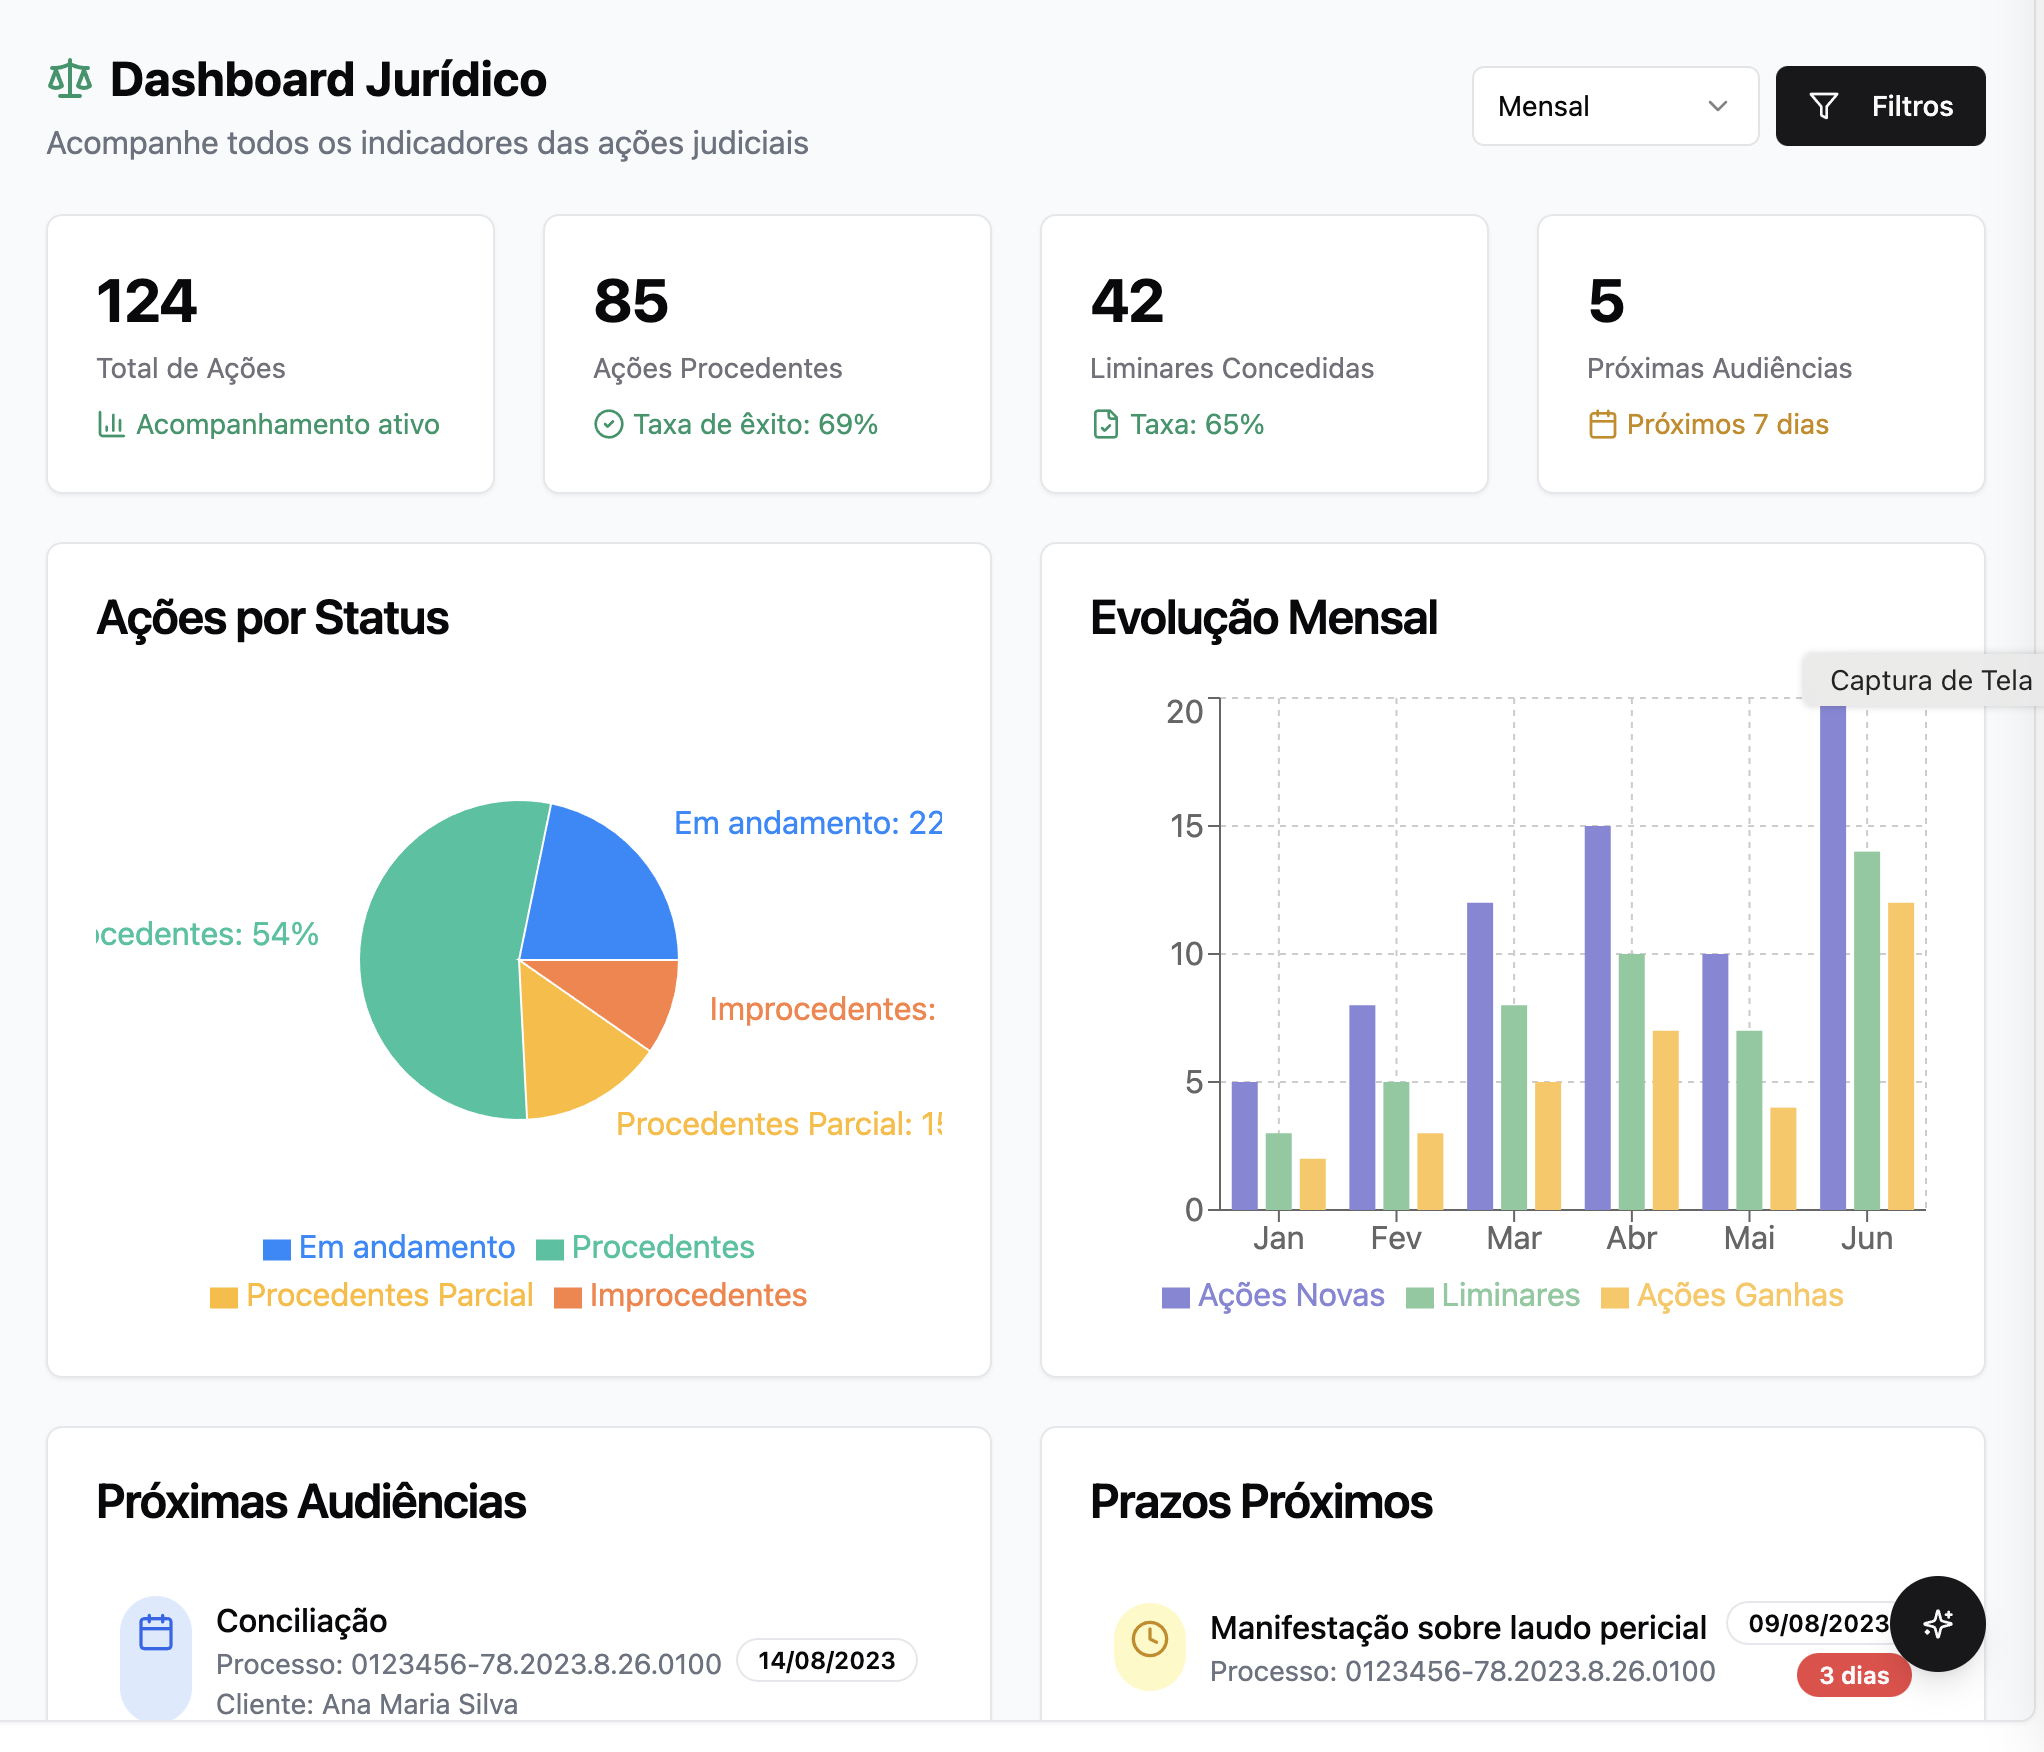 Dashboard Jurídico
Acompanhe todos os indicadores das ações judiciais
Mensal
Filtros
124
Total de Ações
Acompanhamento ativo
85
Ações Procedentes
Taxa de êxito: 69%
42
Liminares Concedidas
Taxa: 65%
5
Próximas Audiências
Próximos 7 dias
Ações por Status
Em andamento: 22
ocedentes: 54%
Improcedentes:
Procedentes Parcial: 15
Em andamento
Procedentes
Procedentes Parcial
Improcedentes
Evolução Mensal
Captura de Tela
20
15
10
5
0
Jan
Fev
Mar
Abr
Mai
Jun
Ações Novas
Liminares
Ações Ganhas
Próximas Audiências
Conciliação
Processo: 0123456-78.2023.8.26.0100
Cliente: Ana Maria Silva
14/08/2023
Prazos Próximos
Manifestação sobre laudo pericial
Processo: 0123456-78.2023.8.26.0100
09/08/2023
3 dias